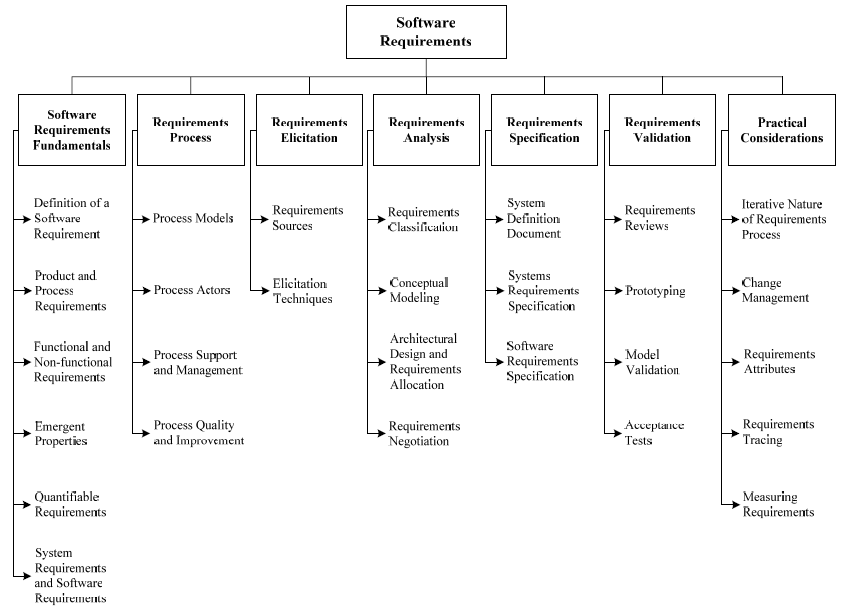 Software
Requirements
Software
Requirements
Fundamentals
Requirements
Process
Requirements
Elicitation
Requirements
Analysis
Requirements
Specification
Requirements
Validation
Practical
Considerations
Definition of a
Software
Requirement
Product and
Process
Requirements
Functional and
Non-functional
Requirements
Emergent
Properties
Quantifiable
Requirements
System
Requirements
and Software
Requirements
Process Models
Process Actors
Process Support
and Management
Process Quality
and Improvement
Requirements
Sources
Elicitation
Techniques
Requirements
Classification
Conceptual
Modeling
Architectural
Design and
Requirements
Allocation
Requirements
Negotiation
System
Definition
Document
Systems
Requirements
Specification
Software
Requirements
Specification
Requirements
Reviews
Prototyping
Model
Validation
Acceptance
Tests
Iterative Nature
of Requirements
Process
Change
Management
Requirements
Attributes
Requirements
Tracing
Measuring
Requirements